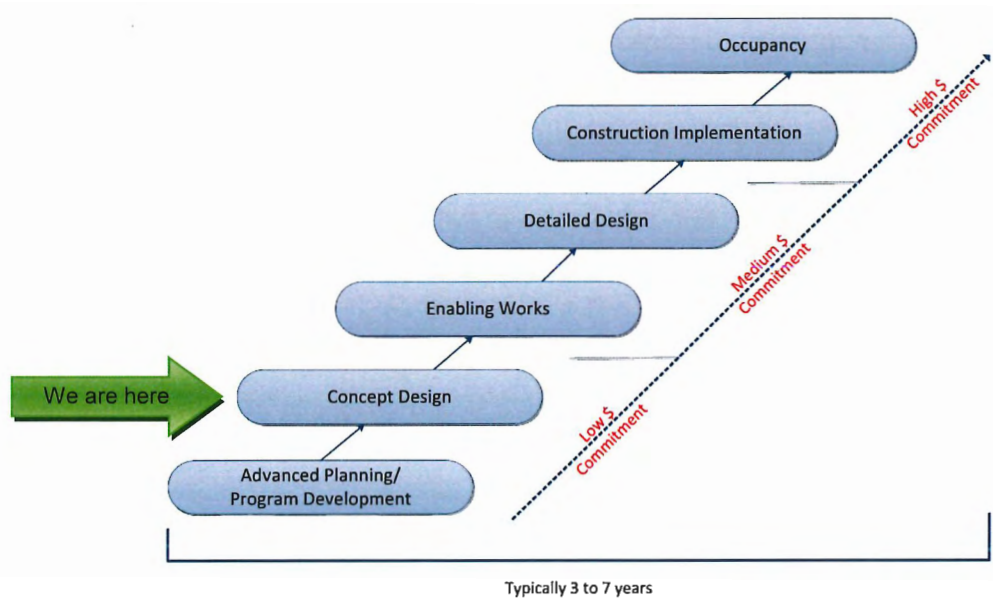 Occupancy
Construction Implementation
Detailed Design
Enabling Works
We are here
Concept Design
Advanced Planning/
Program Development
High $
Commitment
Medium $
Commitment
Low $
Commitment
Typically 3 to 7 years